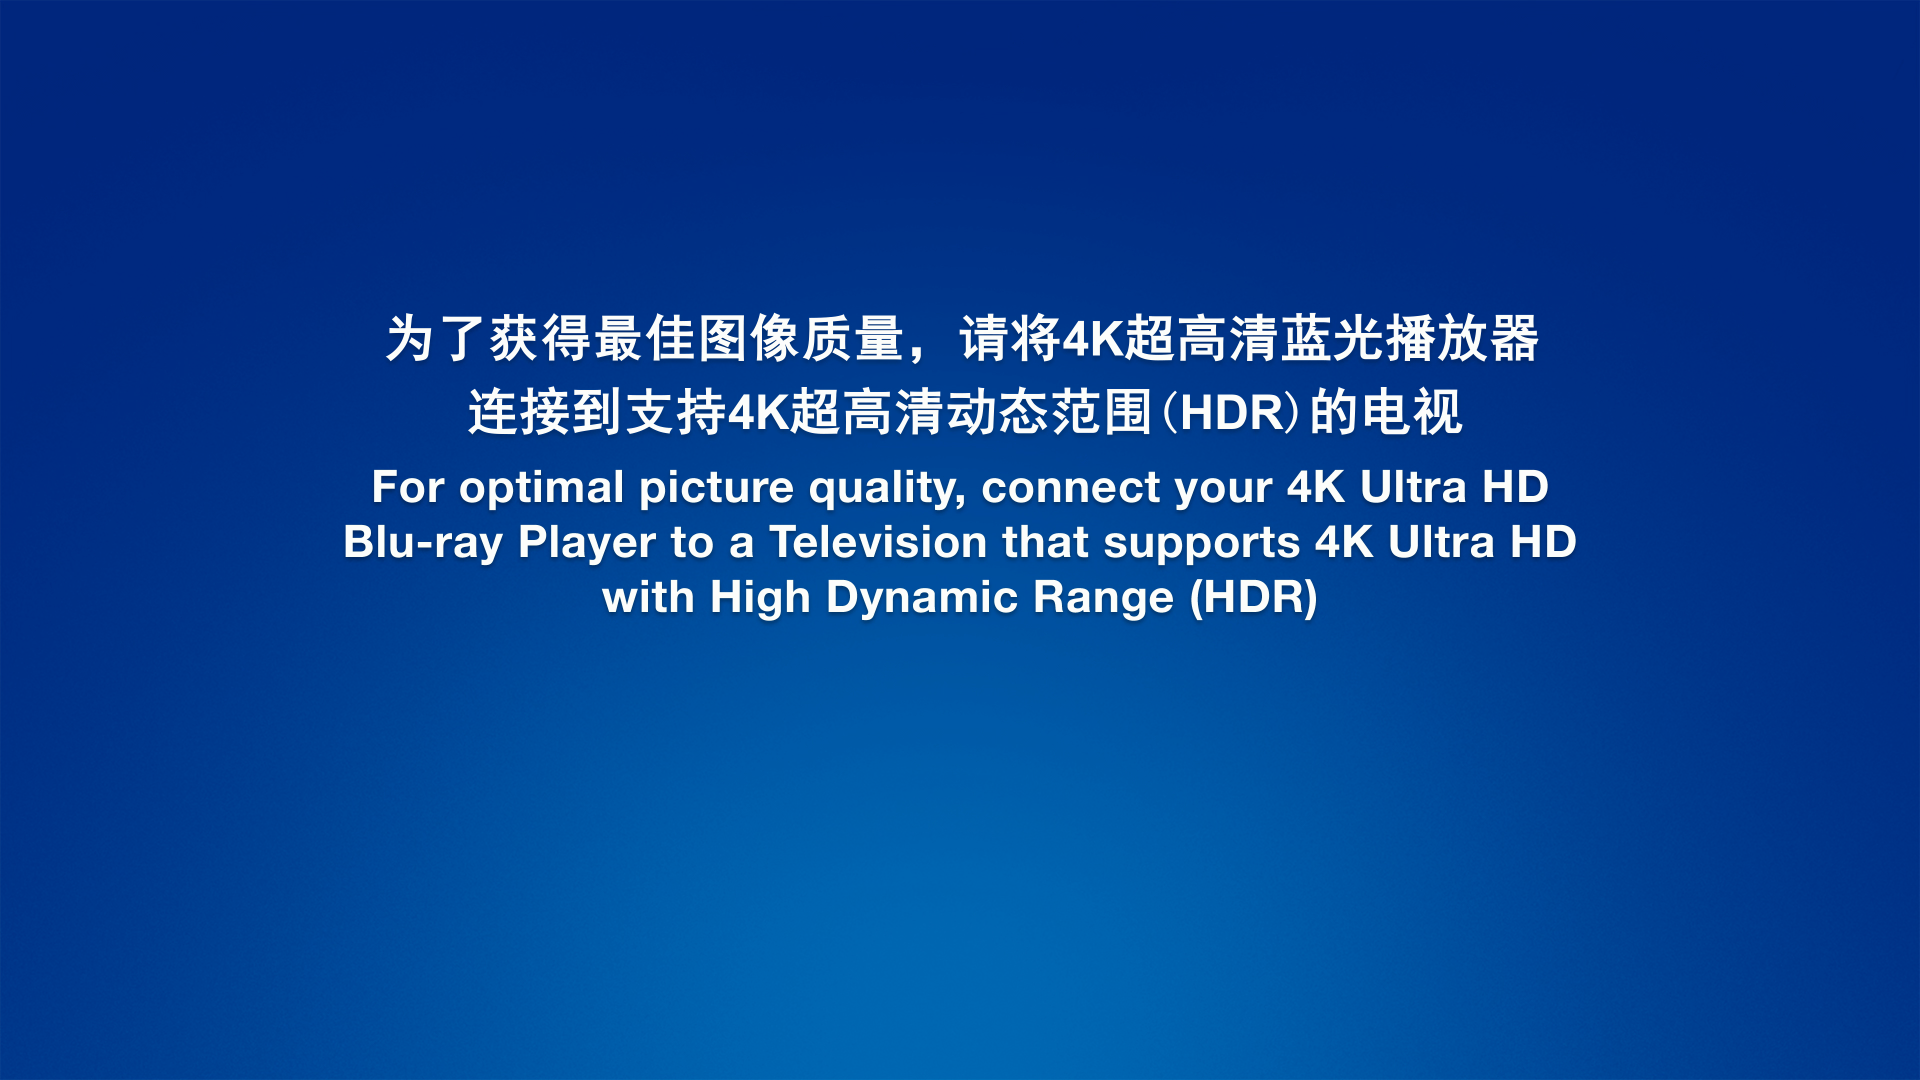 为了获得最佳图像质量，请将4K超高清蓝光播放器
连接到支持4K超高清动态范围（HDR）的电视
For optimal picture quality, connect your 4K Ultra HD
Blu-ray Player to a Television that supports 4K Ultra HD
with High Dynamic Range (HDR)